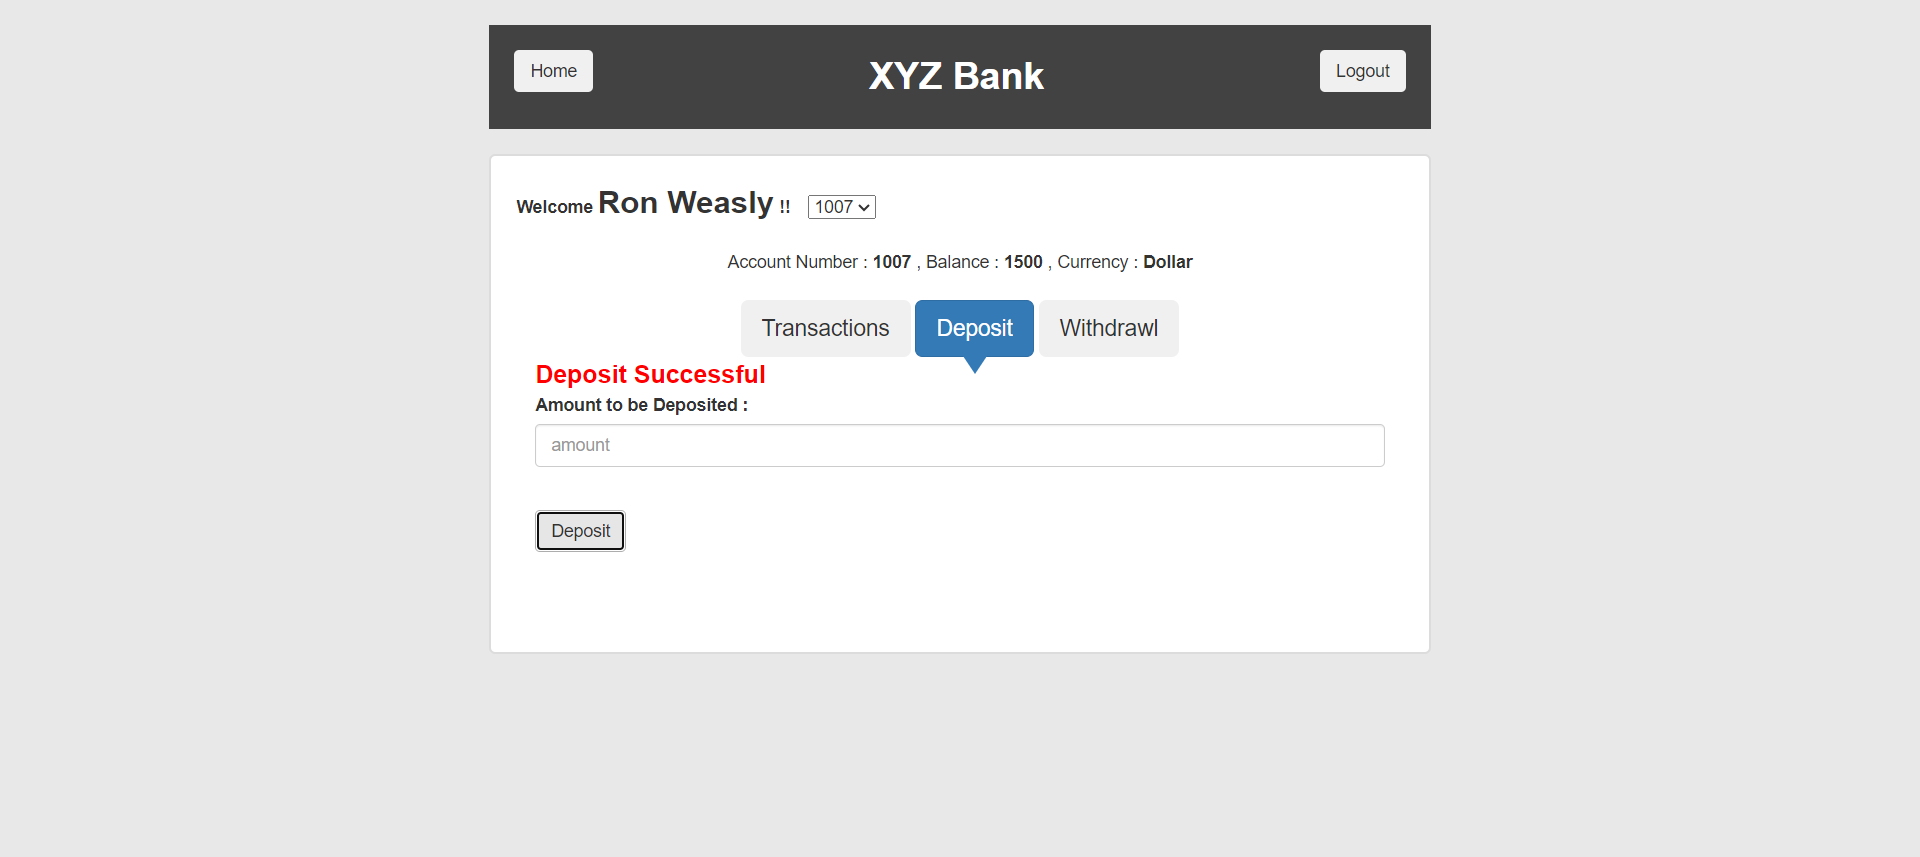 Home
XYZ Bank
Logout
Welcome Ron Weasly !! 1007
Account Number : 1007 , Balance : 1500 , Currency : Dollar
Transactions
Deposit
Withdrawl
Deposit Successful
Amount to be Deposited :
amount
Deposit